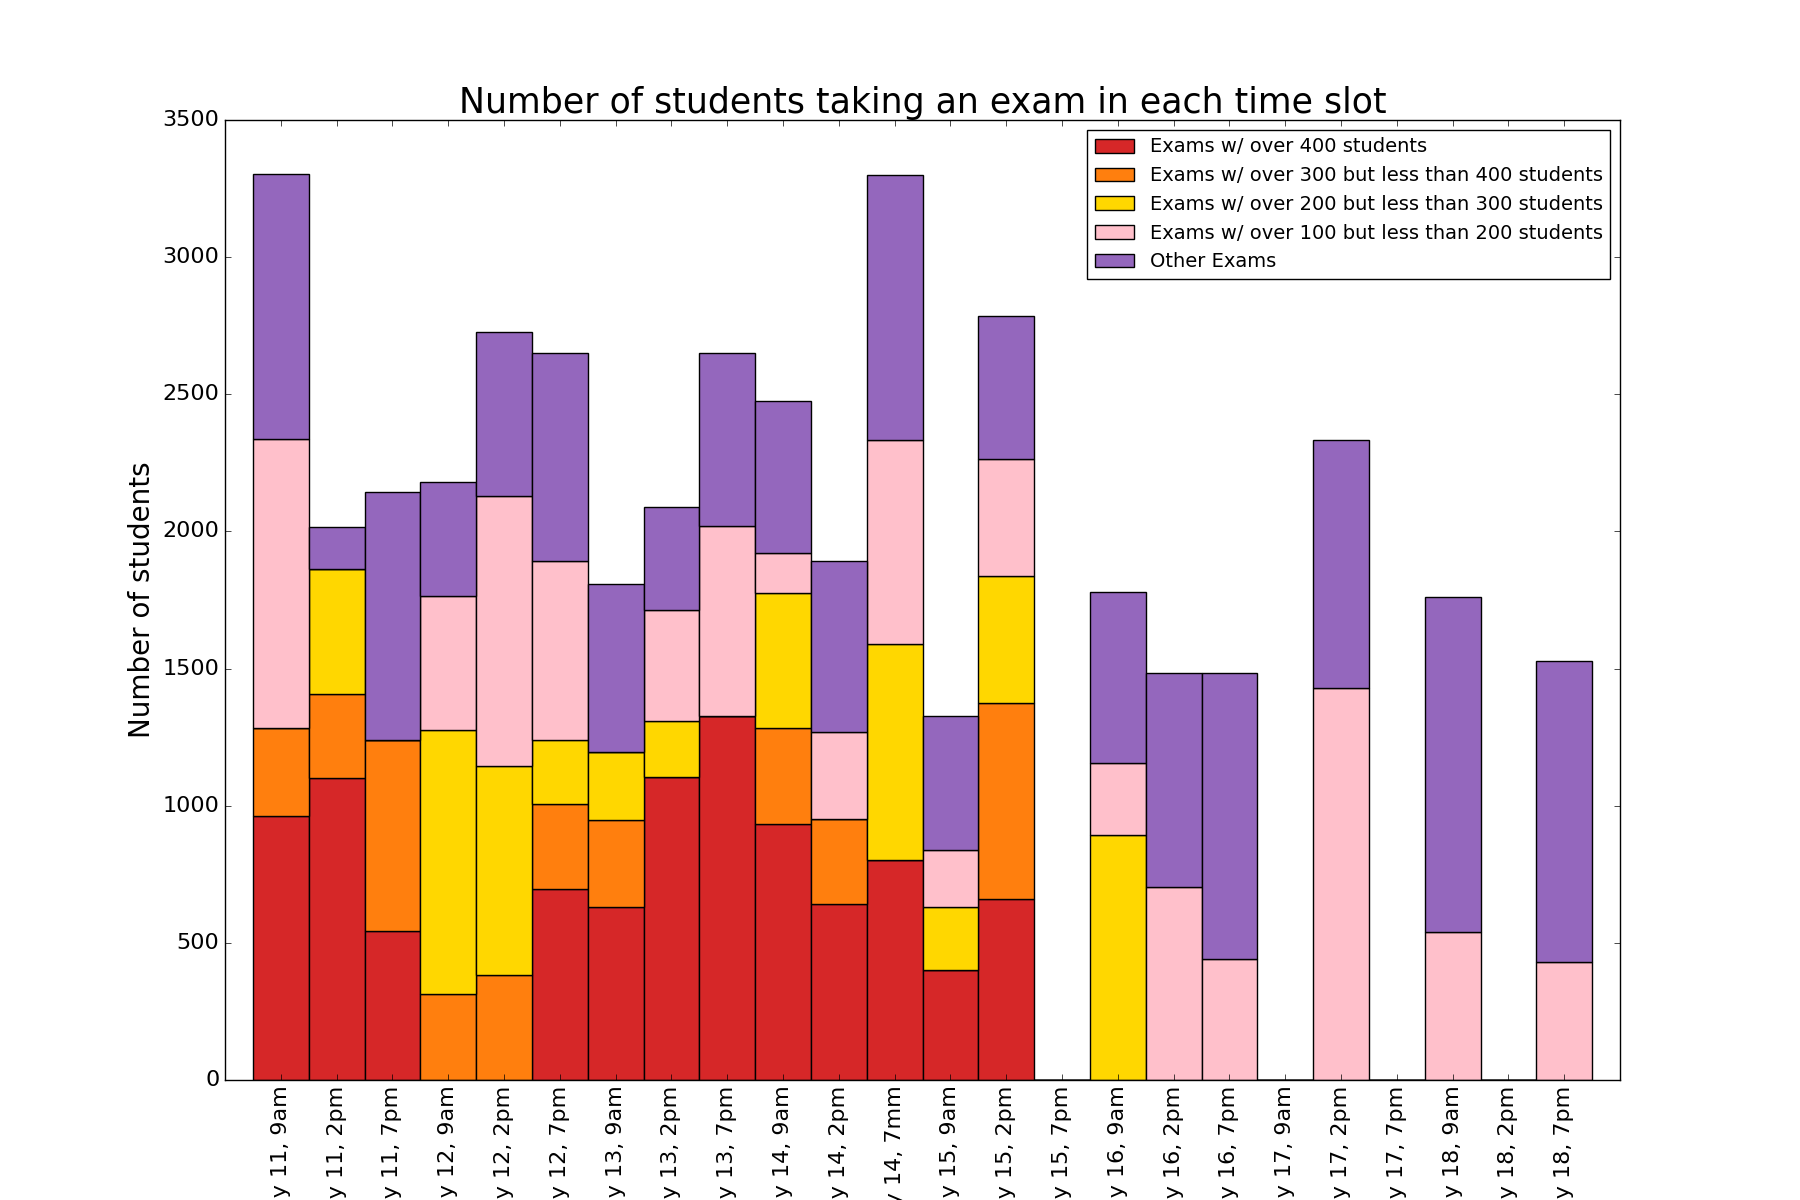 Number of students taking an exam in each time slot
Exams w/ over 400 students
Exams w/ over 300 but less than 400 students
Exams w/ over 200 but less than 300 students
Exams w/ over 100 but less than 200 students
Other Exams
Number of students
3500
3000
2500
2000
1500
1000
500
0
y 11, 9am
y 11, 2pm
y 11, 7pm
y 12, 9am
y 12, 2pm
y 12, 7pm
y 13, 9am
y 13, 2pm
y 13, 7pm
y 14, 9am
y 14, 2pm
y 14, 7mm
y 15, 9am
y 15, 2pm
y 15, 7pm
y 16, 9am
y 16, 2pm
y 16, 7pm
y 17, 9am
y 17, 2pm
y 17, 7pm
y 18, 9am
y 18, 2pm
y 18, 7pm